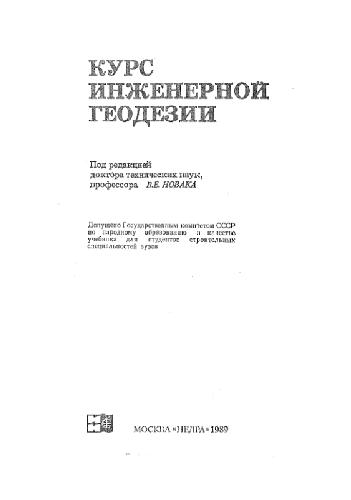 КУРС
ИНЖЕНЕРНОЙ
ГЕОДЕЗИИ
Под редакцией
доктора технических наук,
профессора В.Е. НОВАКА
Допущено Государственным комитетом СССР
по народному образованию в качестве
учебника для студентов строительных
специальностей вузов
МОСКВА «НЕДРА» 1989